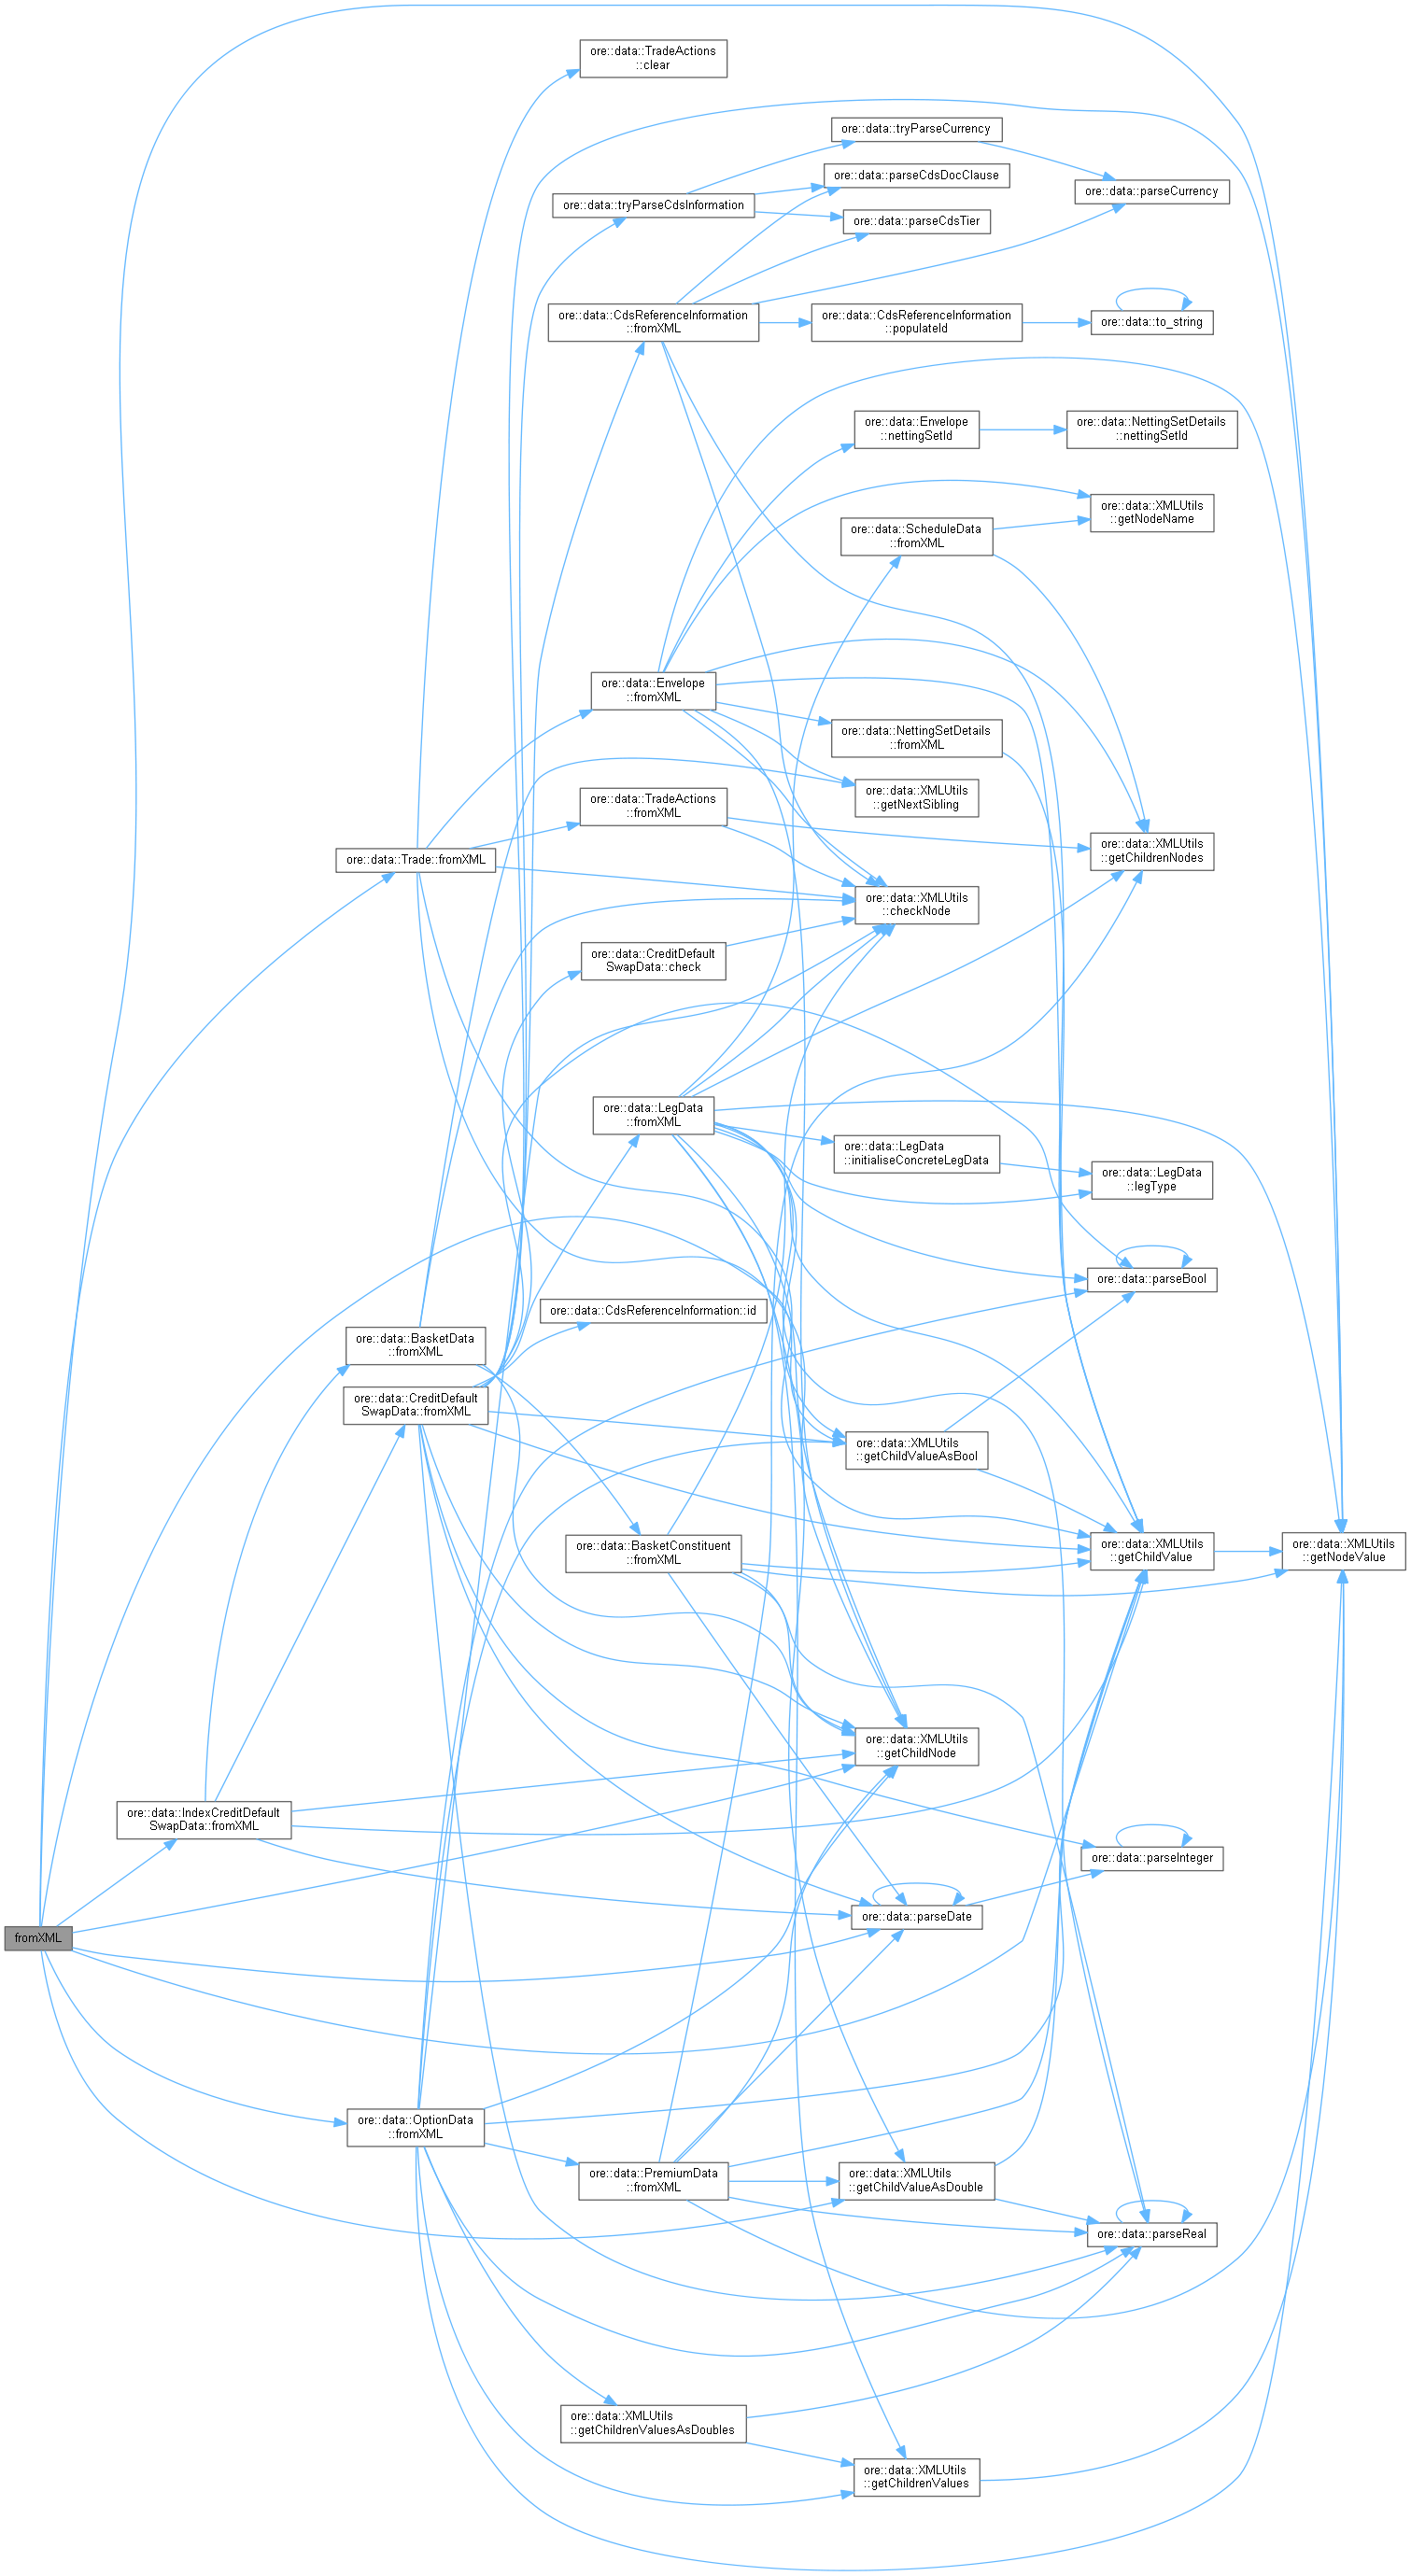 ore::data::TradeActions
::clear
ore::data::tryParseCurrency
ore::data::parseCdsDocClause
ore::data::parseCurrency
ore::data::tryParseCdsInformation
ore::data::parseCdsTier
ore::data::CdsReferenceInformation
::fromXML
ore::data::CdsReferenceInformation
::populateId
ore::data::to_string
ore::data::Envelope
::nettingSetId
ore::data::NettingSetDetails
::nettingSetId
ore::data::XMLUtils
::getNodeName
ore::data::ScheduleData
::fromXML
ore::data::Envelope
::fromXML
ore::data::NettingSetDetails
::fromXML
ore::data::XMLUtils
::getNextSibling
ore::data::TradeActions
::fromXML
ore::data::XMLUtils
::getChildrenNodes
ore::data::Trade::fromXML
ore::data::XMLUtils
::checkNode
ore::data::CreditDefault
SwapData::check
ore::data::LegData
::fromXML
ore::data::LegData
::initialiseConcreteLegData
ore::data::LegData
::legType
ore::data::parseBool
ore::data::CdsReferenceInformation::id
ore::data::BasketData
::fromXML
ore::data::CreditDefault
SwapData::fromXML
ore::data::XMLUtils
::getChildValueAsBool
ore::data::BasketConstituent
::fromXML
ore::data::XMLUtils
::getChildValue
ore::data::XMLUtils
::getNodeValue
ore::data::XMLUtils
::getChildNode
ore::data::IndexCreditDefault
SwapData::fromXML
ore::data::parseInteger
ore::data::parseDate
fromXML
ore::data::OptionData
::fromXML
ore::data::PremiumData
::fromXML
ore::data::XMLUtils
::getChildValueAsDouble
ore::data::parseReal
ore::data::XMLUtils
::getChildrenValuesAsDoubles
ore::data::XMLUtils
::getChildrenValues